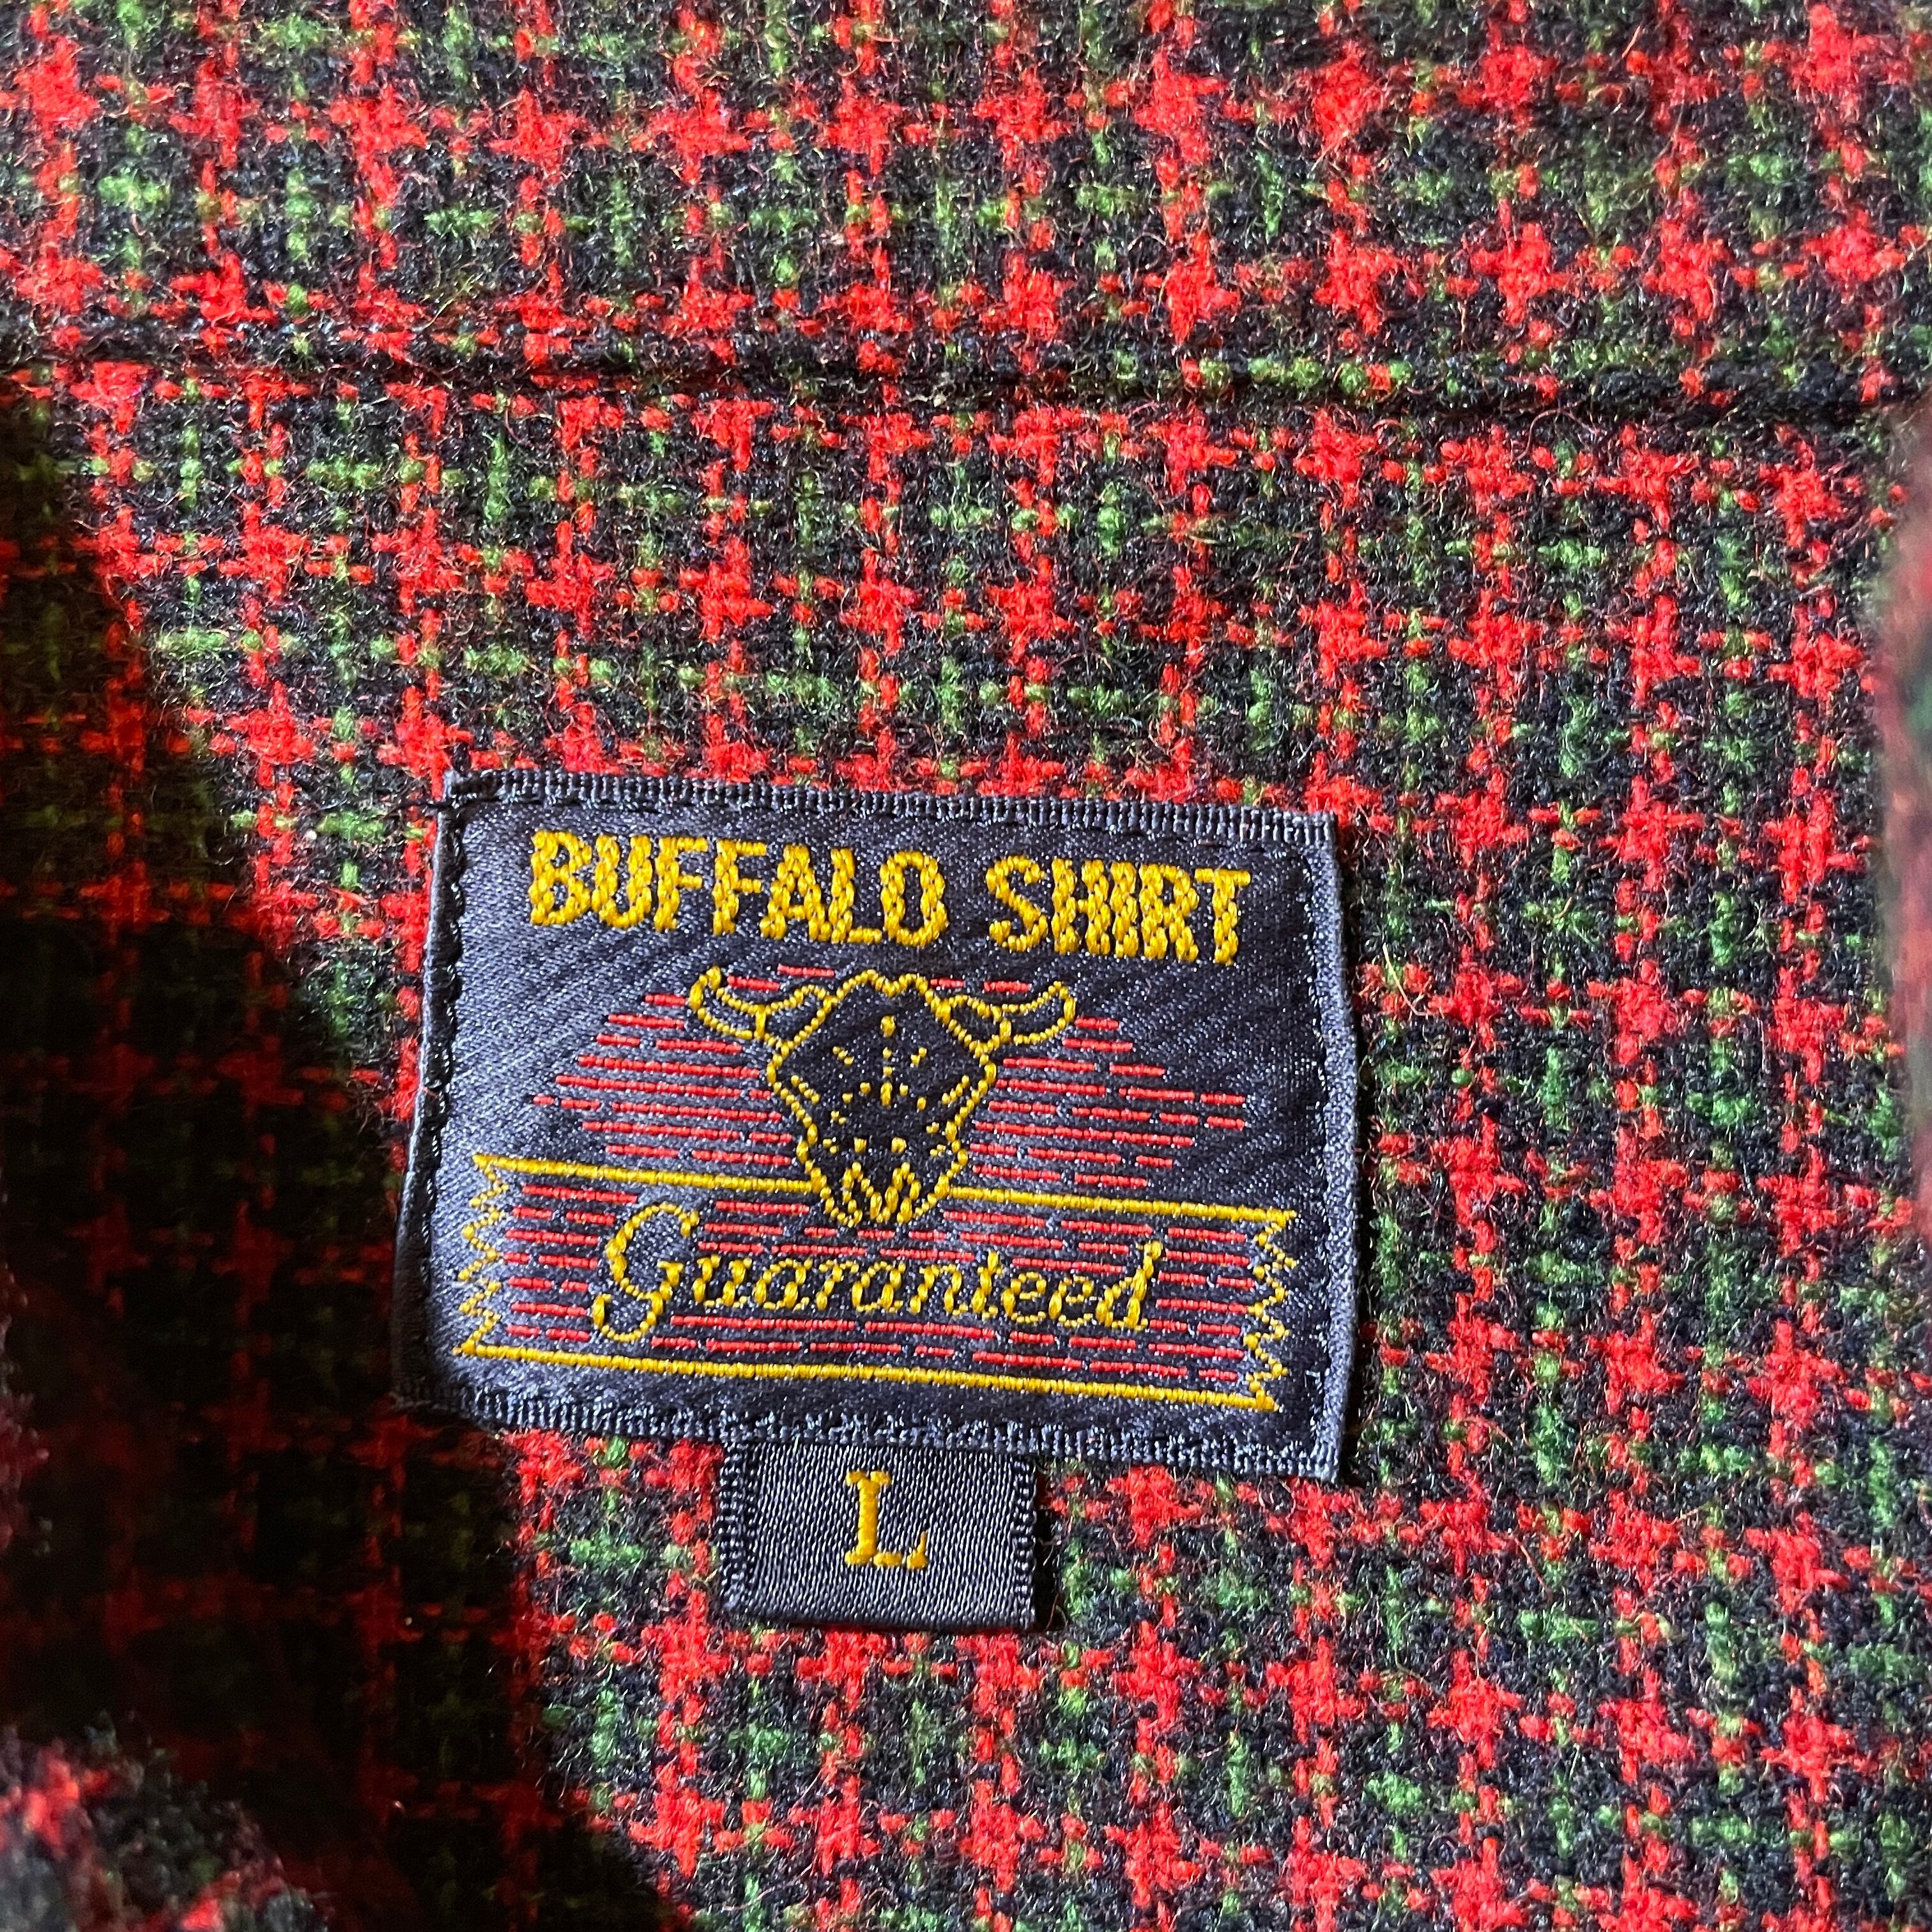 BUFFALO SHIRT
Guaranteed
L